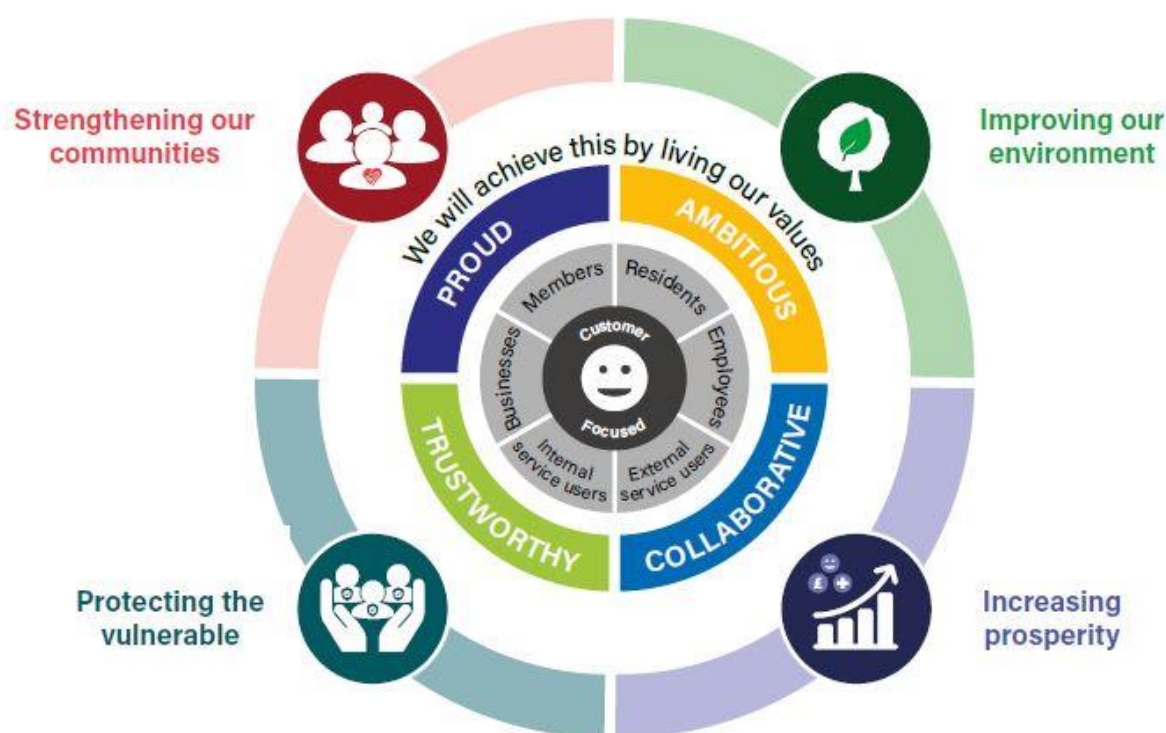 Strengthening our
communities
Improving our
environment
We will achieve this by living our values
PROUD
AMBITIOUS
Members
Residents
Businesses
Customer
Focused
Employees
Internal
service users
External
service users
TRUSTWORTHY
COLLABORATIVE
£
Protecting the
vulnerable
Increasing
prosperity